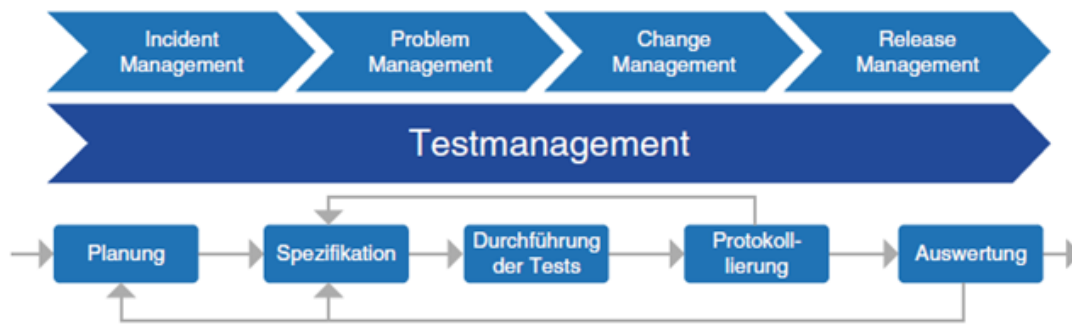 Incident
Management
Problem
Management
Change
Management
Release
Management
Testmanagement
Planung
Spezifikation
Durchführung
der Tests
Protokoll-
lierung
Auswertung